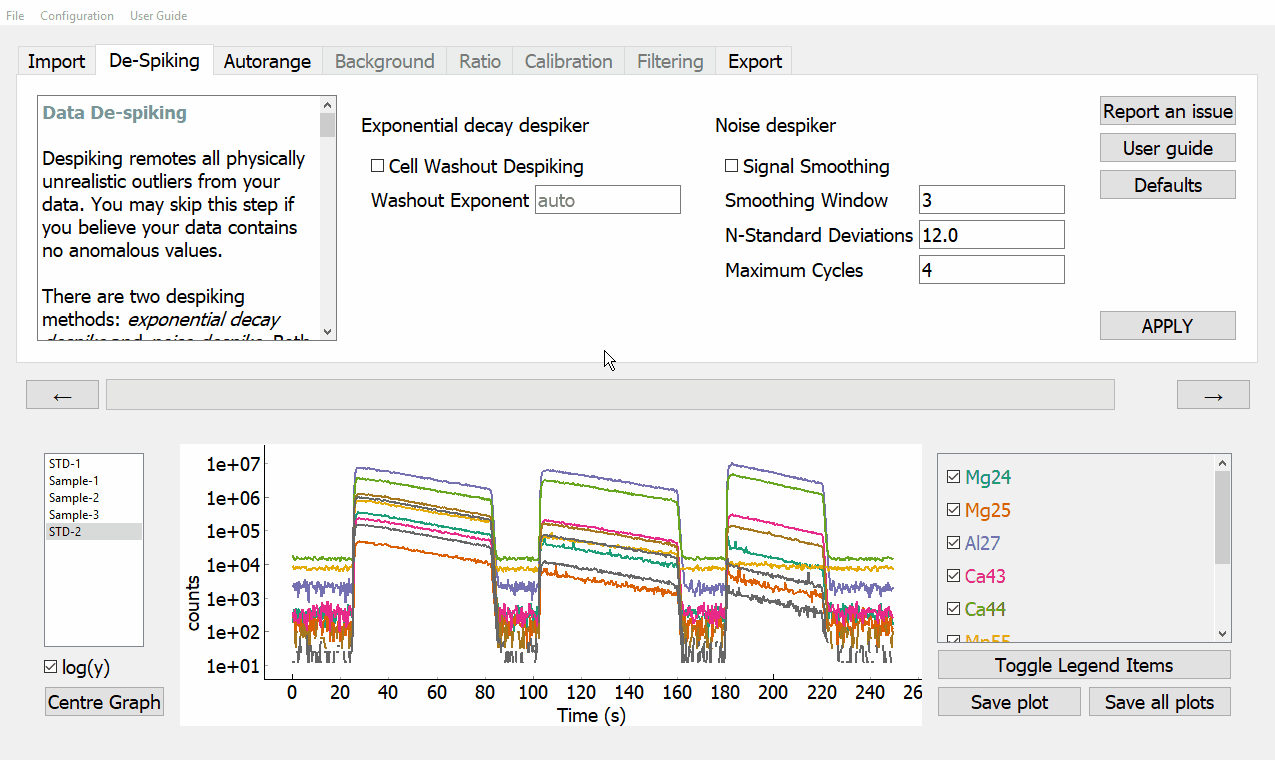 File Configuration User Guide
Import De-Spiking Autorange Background Ratio Calibration Filtering Export
Data De-spiking
Despiking remotes all physically
unrealistic outliers from your
data. You may skip this step if
you believe your data contains
no anomalous values.
There are two despiking
methods: exponential decay
despike and noise despike. Both
Exponential decay despiker
Cell Washout Despiking
Washout Exponent auto
Noise despiker
Signal Smoothing
Smoothing Window 3
N-Standard Deviations 12.0
Maximum Cycles 4
Report an issue
User guide
Defaults
APPLY
← →
STD-1
Sample-1
Sample-2
Sample-3
STD-2
log(y)
Centre Graph
counts
1e+07
1e+06
1e+05
1e+04
1e+03
1e+02
1e+01
0 20 40 60 80 100 120 140 160 180 200 220 240 26
Time (s)
Mg24
Mg25
Al27
Ca43
Ca44
Mn55
Toggle Legend Items
Save plot Save all plots